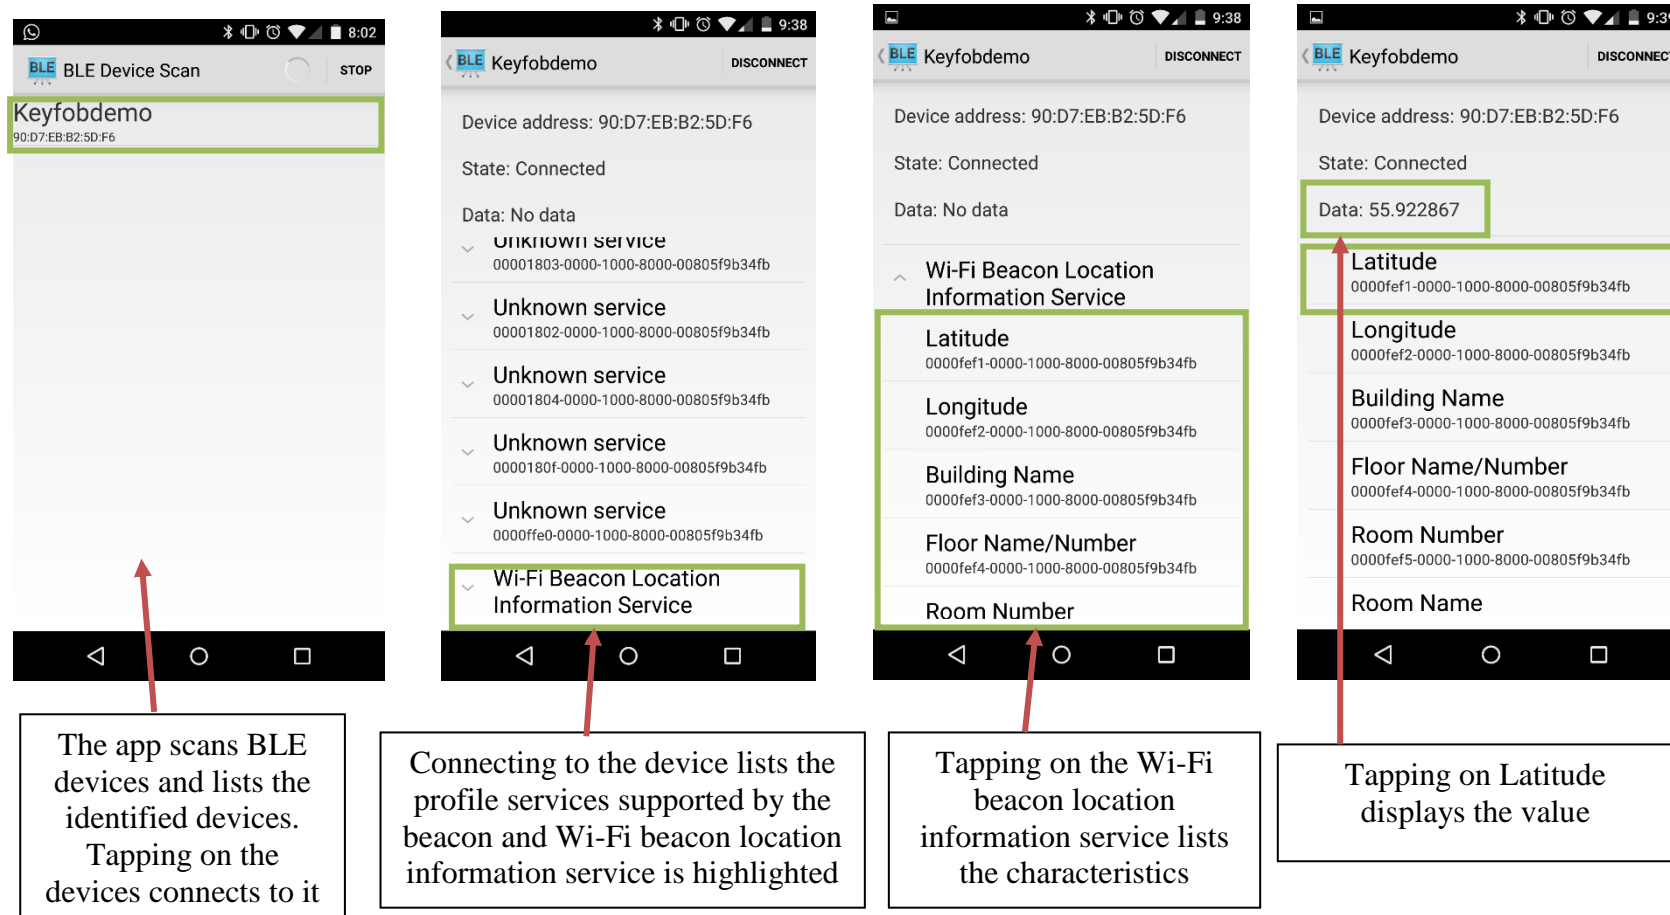 8:02
BLE BLE Device Scan STOP
Keyfobdemo
90:D7:EB:B2:5D:F6
The app scans BLE
devices and lists the
identified devices.
Tapping on the
devices connects to it
9:38
BLE Keyfobdemo DISCONNECT
Device address: 90:D7:EB:B2:5D:F6
State: Connected
Data: No data
Unknown service
00001803-0000-1000-8000-00805f9b34fb
Unknown service
00001802-0000-1000-8000-00805f9b34fb
Unknown service
00001804-0000-1000-8000-00805f9b34fb
Unknown service
0000180f-0000-1000-8000-00805f9b34fb
Unknown service
0000ffe0-0000-1000-8000-00805f9b34fb
Wi-Fi Beacon Location
Information Service
Connecting to the device lists the
profile services supported by the
beacon and Wi-Fi beacon location
information service is highlighted
9:38
BLE Keyfobdemo DISCONNECT
Device address: 90:D7:EB:B2:5D:F6
State: Connected
Data: No data
Wi-Fi Beacon Location
Information Service
Latitude
0000fef1-0000-1000-8000-00805f9b34fb
Longitude
0000fef2-0000-1000-8000-00805f9b34fb
Building Name
0000fef3-0000-1000-8000-00805f9b34fb
Floor Name/Number
0000fef4-0000-1000-8000-00805f9b34fb
Room Number
Tapping on the Wi-Fi
beacon location
information service lists
the characteristics
9:39
BLE Keyfobdemo DISCONNECT
Device address: 90:D7:EB:B2:5D:F6
State: Connected
Data: 55.922867
Latitude
0000fef1-0000-1000-8000-00805f9b34fb
Longitude
0000fef2-0000-1000-8000-00805f9b34fb
Building Name
0000fef3-0000-1000-8000-00805f9b34fb
Floor Name/Number
0000fef4-0000-1000-8000-00805f9b34fb
Room Number
0000fef5-0000-1000-8000-00805f9b34fb
Room Name
Tapping on Latitude
displays the value